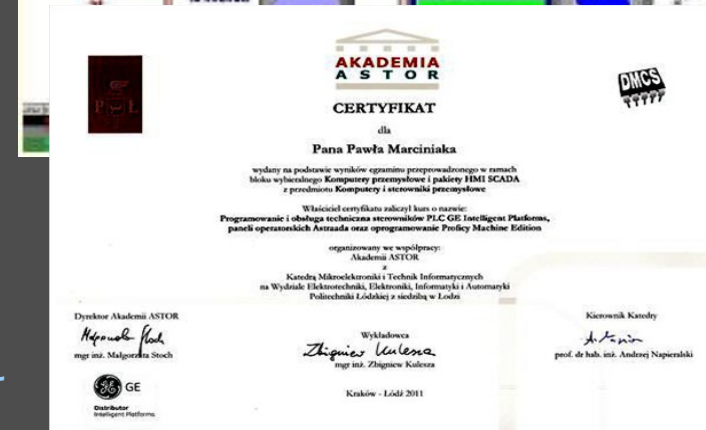 P Ł
AKADEMIA
ASTOR
DMCS
CERTYFIKAT
dla
Pana Pawła Marciniaka
wydany na podstawie wyników egzaminu przeprowadzonego w ramach
bloku wybieralnego Komputery przemysłowe i pakiety HMI SCADA
z przedmiotu Komputery i sterowniki przemysłowe
Właściciel certyfikatu zaliczył kurs o nazwie:
Programowanie i obsługa techniczna sterowników PLC GE Intelligent Platforms,
paneli operatorskich Astraada oraz oprogramowanie Proficy Machine Edition
organizowany we współpracy:
Akademii ASTOR
z
Katedrą Mikroelektroniki i Technik Informatycznych
na Wydziale Elektrotechniki, Elektroniki, Informatyki i Automatyki
Politechniki Łódzkiej z siedzibą w Łodzi
Dyrektor Akademii ASTOR
mgr inż. Małgorzata Stoch
Wykładowca
Zbigniew Kulesza
mgr inż. Zbigniew Kulesza
Kierownik Katedry
prof. dr hab. inż. Andrzej Napieralski
GE
Distributor
Intelligent Platforms
Kraków - Łódź 2011